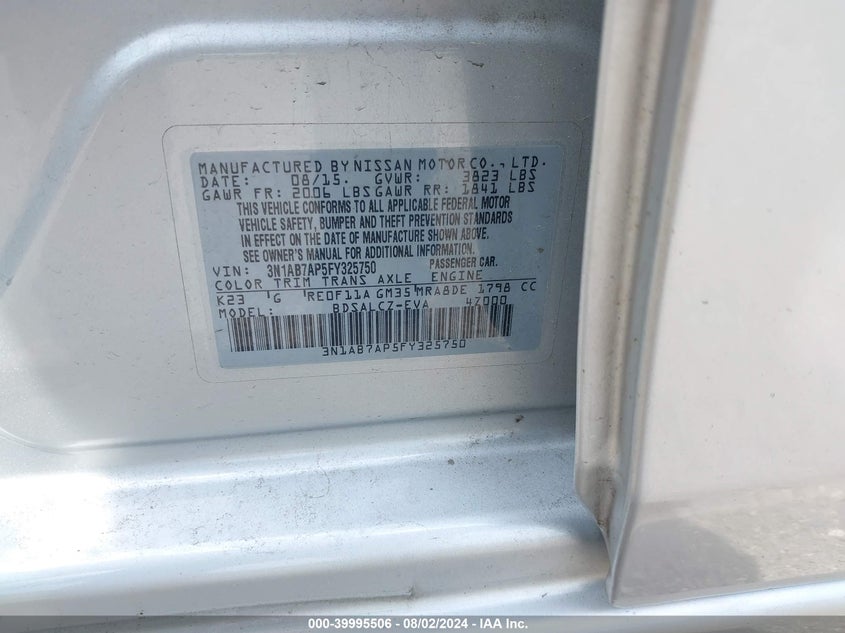 MANUFACTURED BY NISSAN MOTOR CO., LTD.
DATE: 08/15. GVWR: 3823 LBS
GAWR FR: 2006 LBS GAWR RR: 1841 LBS
THIS VEHICLE CONFORMS TO ALL APPLICABLE FEDERAL MOTOR
VEHICLE SAFETY, BUMPER AND THEFT PREVENTION STANDARDS
IN EFFECT ON THE DATE OF MANUFACTURE SHOWN ABOVE.
SEE OWNER'S MANUAL FOR ADDITIONAL INFORMATION.
VIN: 3N1AB7AP5FY325750 PASSENGER CAR.
COLOR TRIM TRANS AXLE ENGINE
K23 G RE0F11A GM35 MRA8DE 1798 CC
MODEL: BDSALCZ-EVA 47000
3N1AB7AP5FY325750
000-39995506 - 08/02/2024 - IAA Inc.